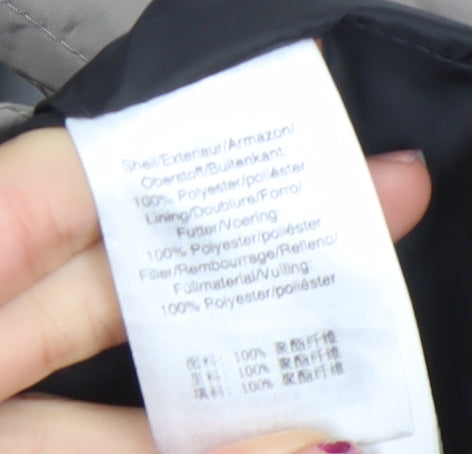 Shell/Exterieur/Armazon/
Oberstoff/Buitenkant
100% Polyester/poliéster
Lining/Doublure/Forro/
Futter/Voering
100% Polyester/poliéster
Filler/Rembourrage/Relleno/
Füllmaterial/Vulling:
100% Polyester/poliéster
面料: 100% 聚酯纤维
里料: 100% 聚酯纤维
填料: 100% 聚酯纤维